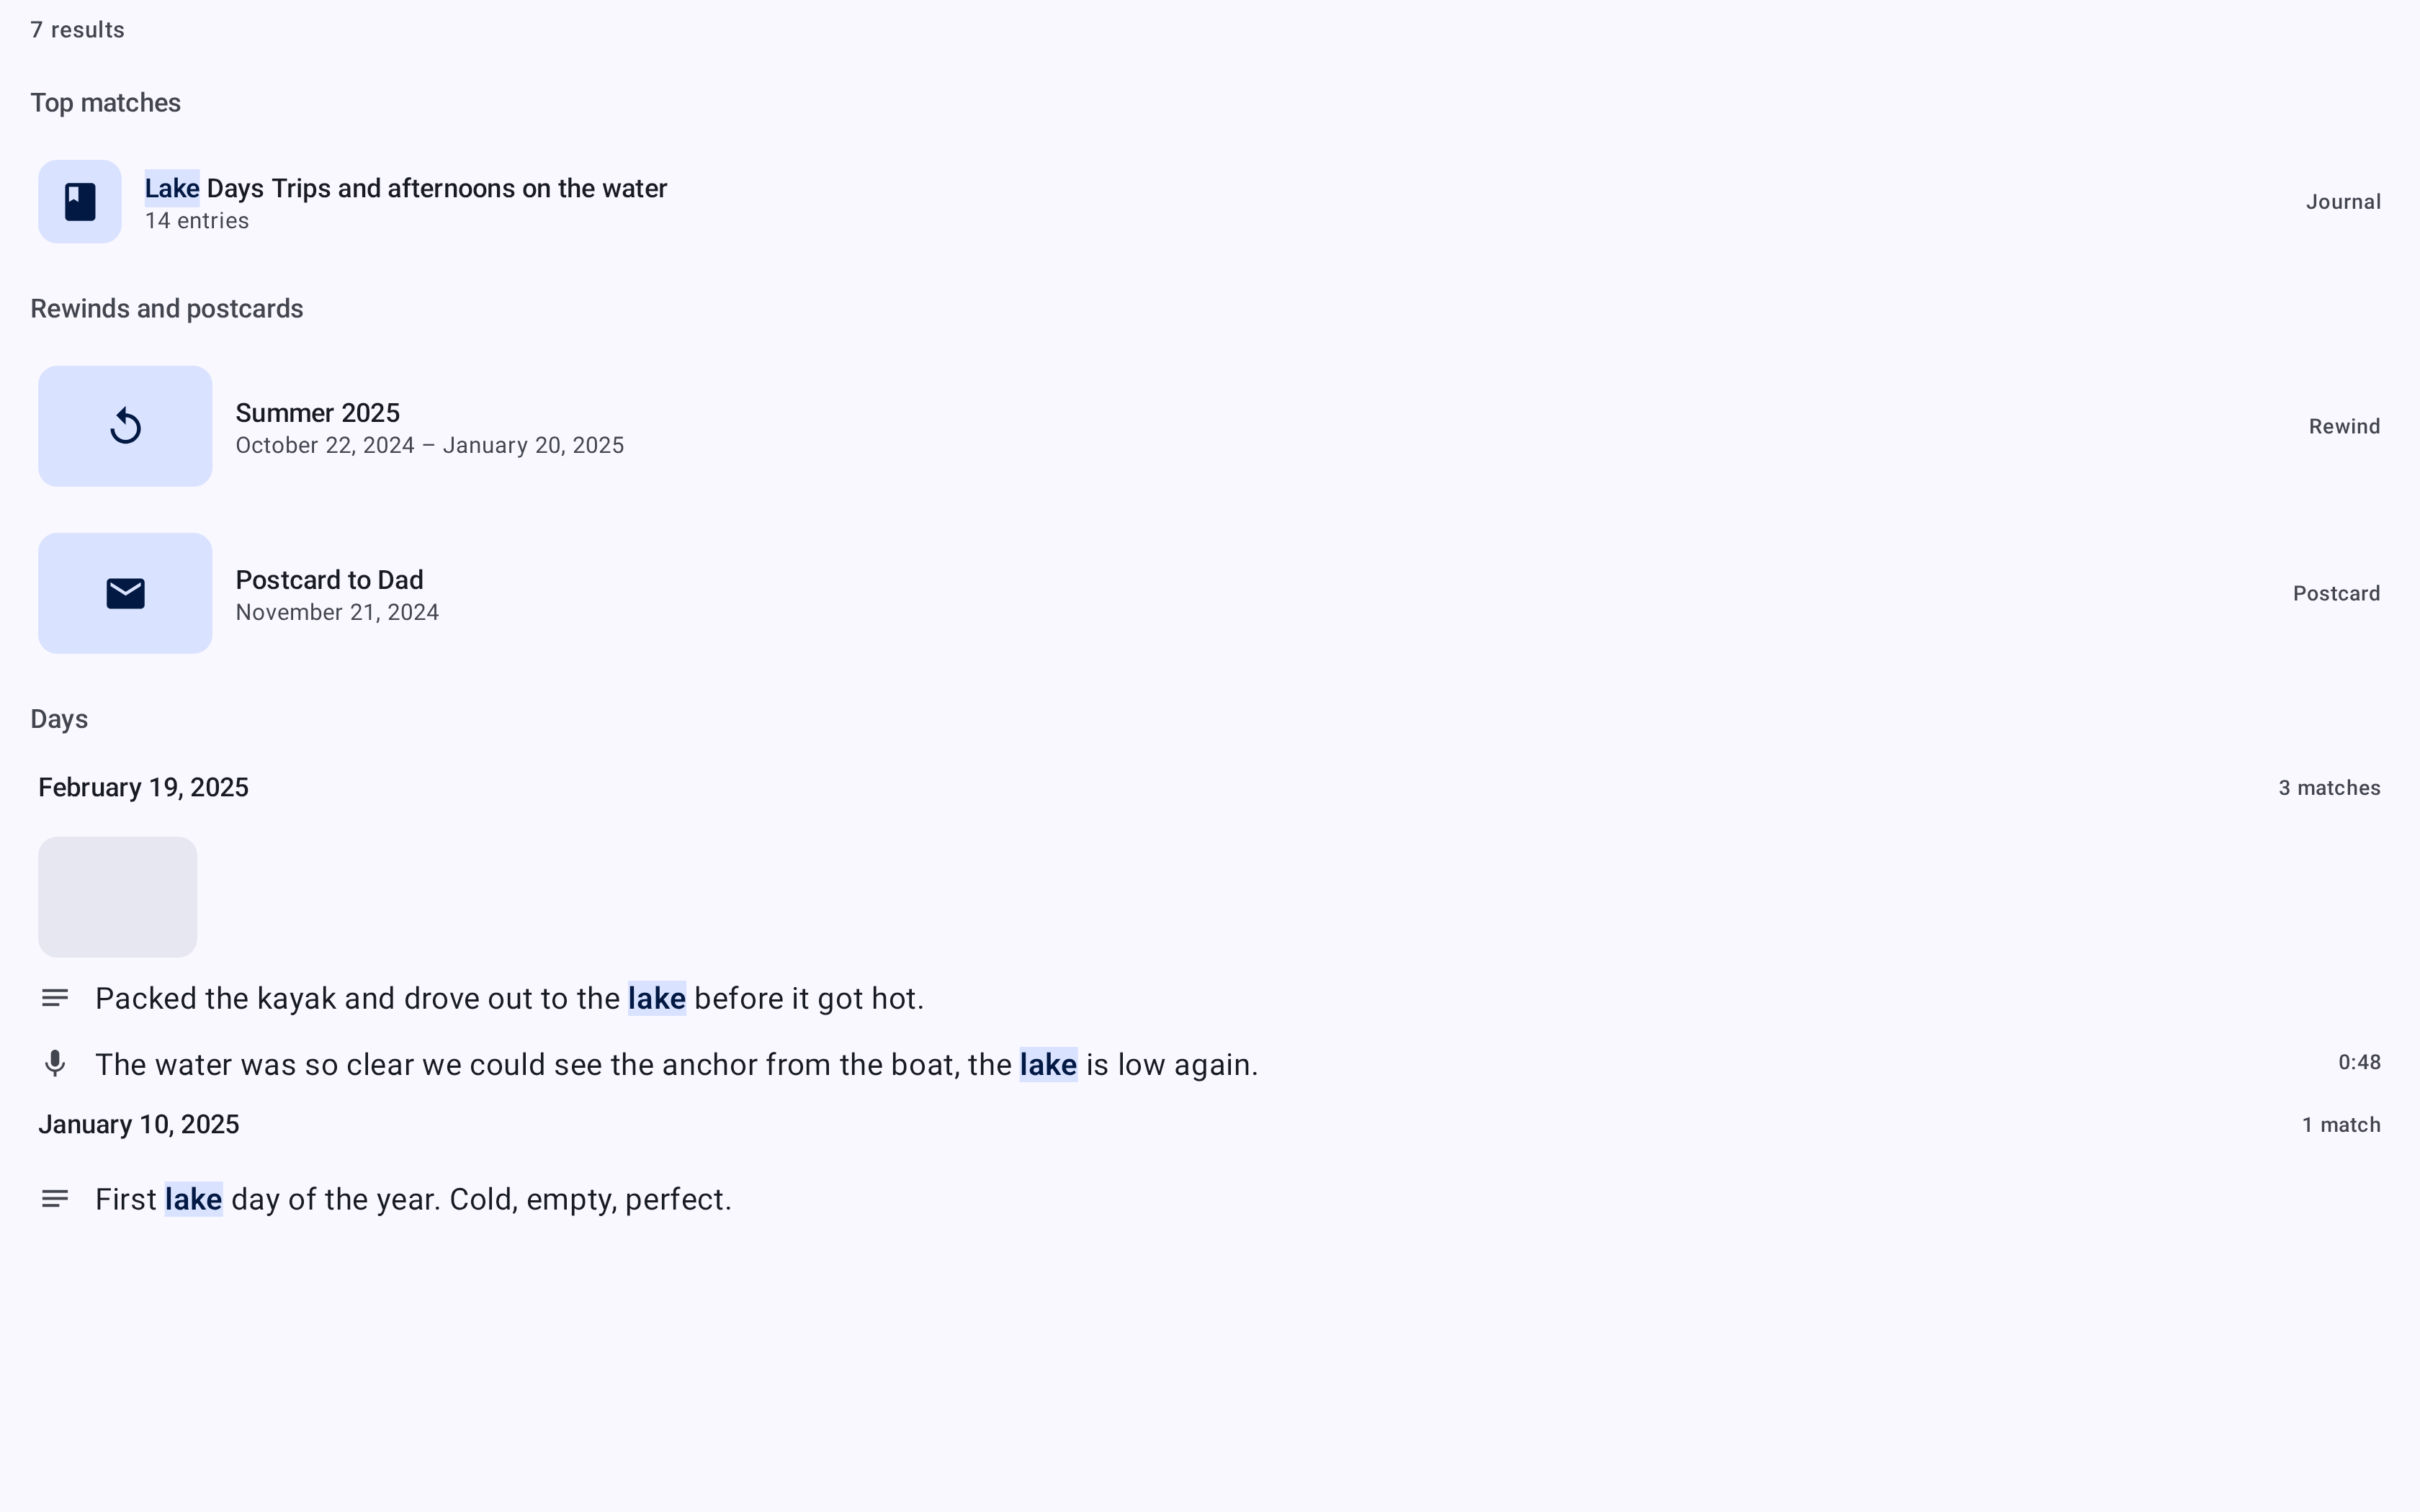 7 results
Top matches
Lake Days Trips and afternoons on the water
14 entries
Journal
Rewinds and postcards
Summer 2025
October 22, 2024 – January 20, 2025
Rewind
Postcard to Dad
November 21, 2024
Postcard
Days
February 19, 2025
3 matches
Packed the kayak and drove out to the lake before it got hot.
The water was so clear we could see the anchor from the boat, the lake is low again.
0:48
January 10, 2025
1 match
First lake day of the year. Cold, empty, perfect.